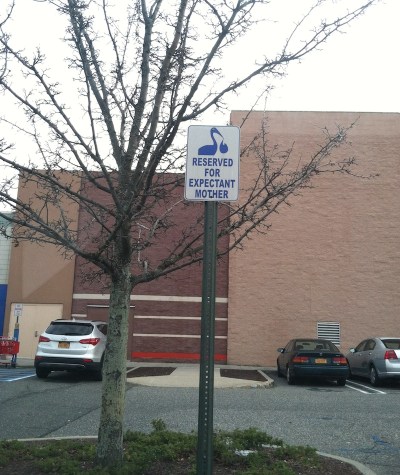 RESERVED
FOR
EXPECTANT
MOTHER